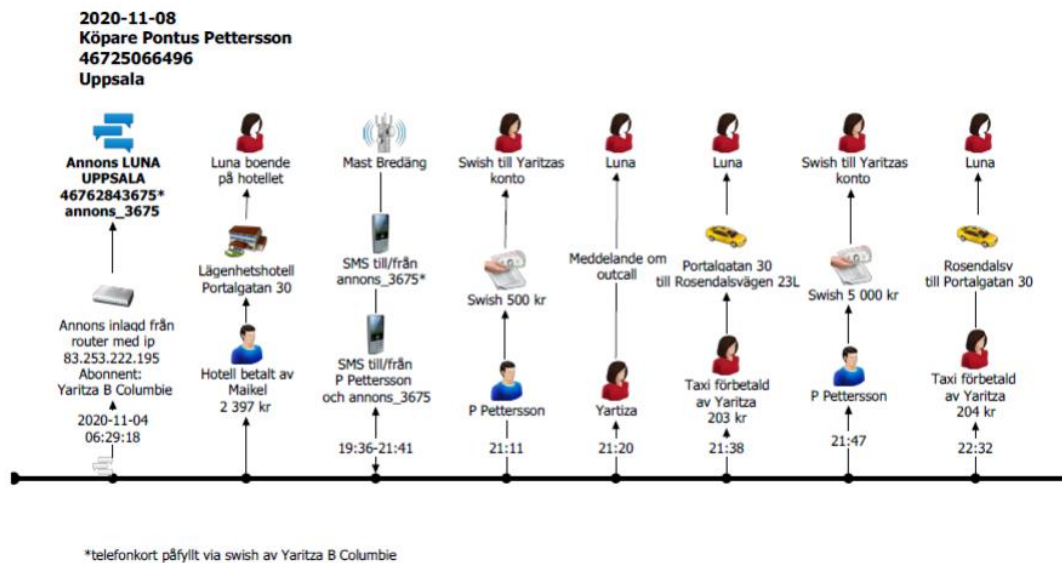 2020-11-08
Köpare Pontus Pettersson
46725066496
Uppsala
Annons LUNA
UPPSALA
46762843675*
annons_3675
Annons inlagd från
router med ip
83.253.222.195
Abonnent:
Yaritza B Columbie
2020-11-04
06:29:18
Luna boende
på hotellet
Lägenhetshotell
Portalgatan 30
Hotell betalt av
Maikel
2 397 kr
Mast Bredäng
SMS till/från
annons_3675*
SMS till/från
P Pettersson
och annons_3675
19:36-21:41
Swish till Yaritzas
konto
Swish 500 kr
P Pettersson
21:11
Luna
Meddelande om
outcall
Yartiza
21:20
Luna
Portalgatan 30
till Rosendalsvägen 23L
Taxi förbetald
av Yaritza
203 kr
21:38
Swish till Yaritzas
konto
Swish 5 000 kr
P Pettersson
21:47
Luna
Rosendalsv
till Portalgatan 30
Taxi förbetald
av Yaritza
204 kr
22:32
*telefonkort påfyllt via swish av Yaritza B Columbie